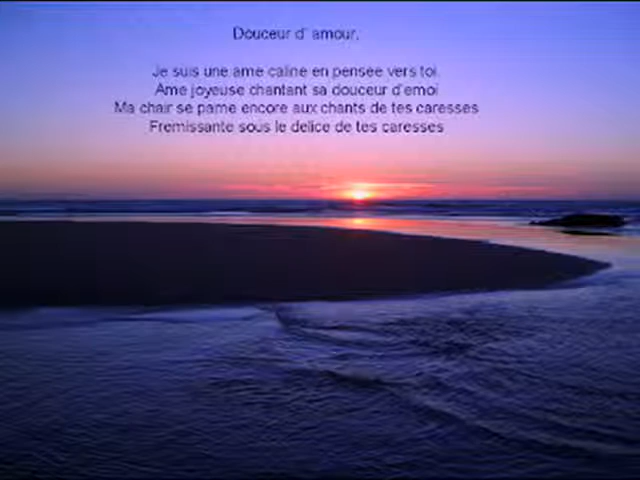 Douceur d' amour.
Je suis une ame caline en pensee vers toi
Ame joyeuse chantant sa douceur d'emoi
Ma chair se pame encore aux chants de tes caresses
Fremissante sous le delice de tes caresses